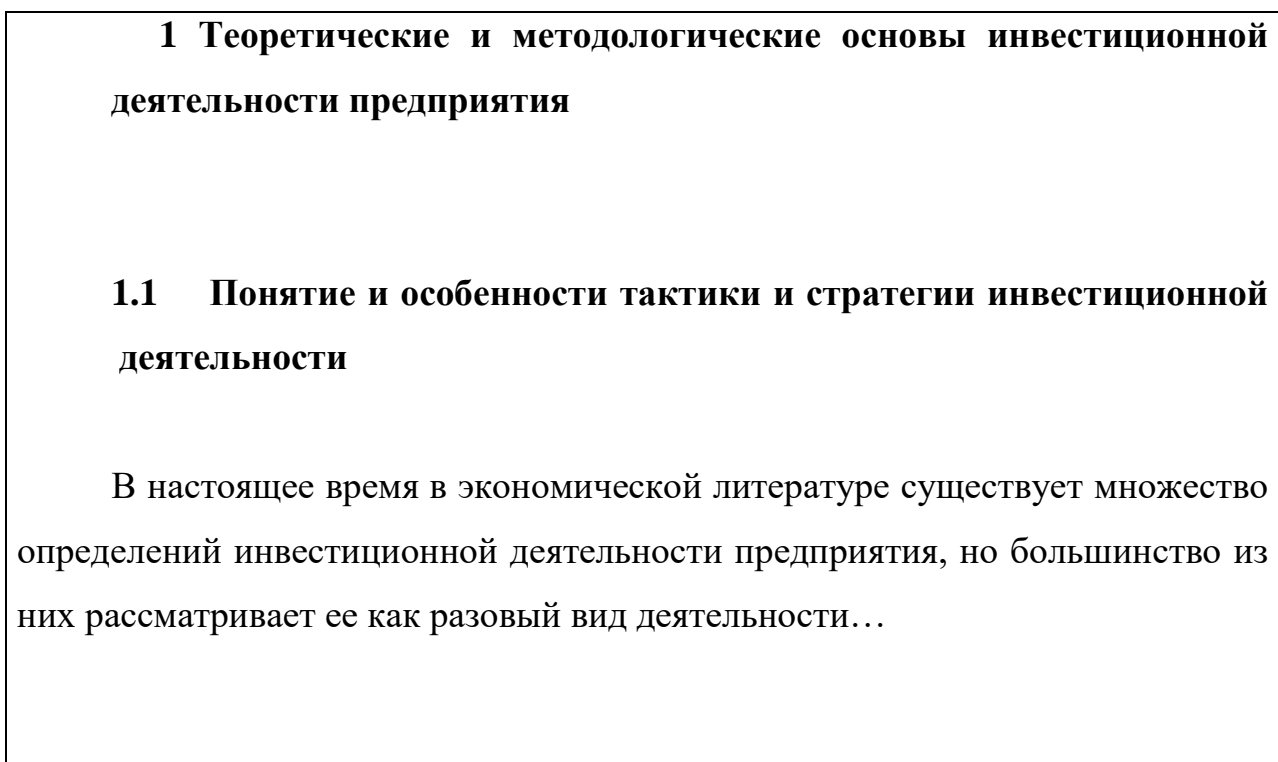 1 Теоретические и методологические основы инвестиционной
деятельности предприятия
1.1 Понятие и особенности тактики и стратегии инвестиционной
деятельности
В настоящее время в экономической литературе существует множество
определений инвестиционной деятельности предприятия, но большинство из
них рассматривает ее как разовый вид деятельности…